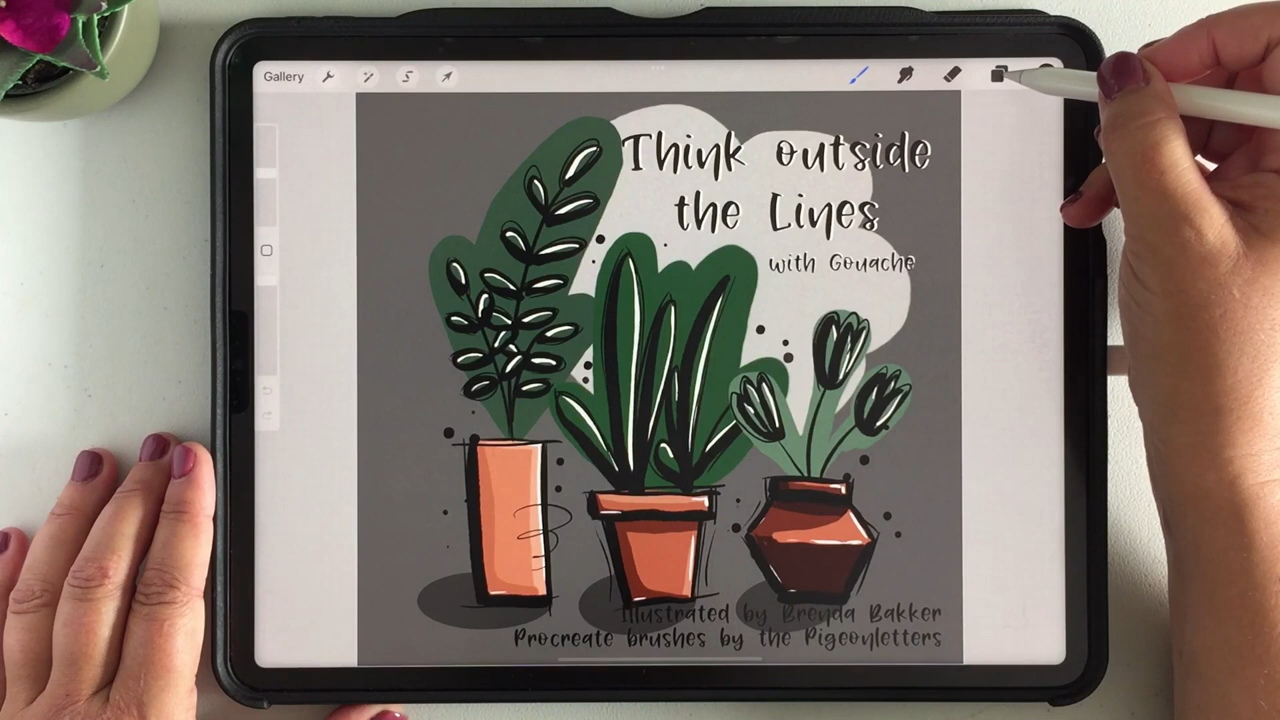 Gallery
Think outside
the Lines
with Gouache
Illustrated by Brenda Bakker
Procreate brushes by the Pigeonletters